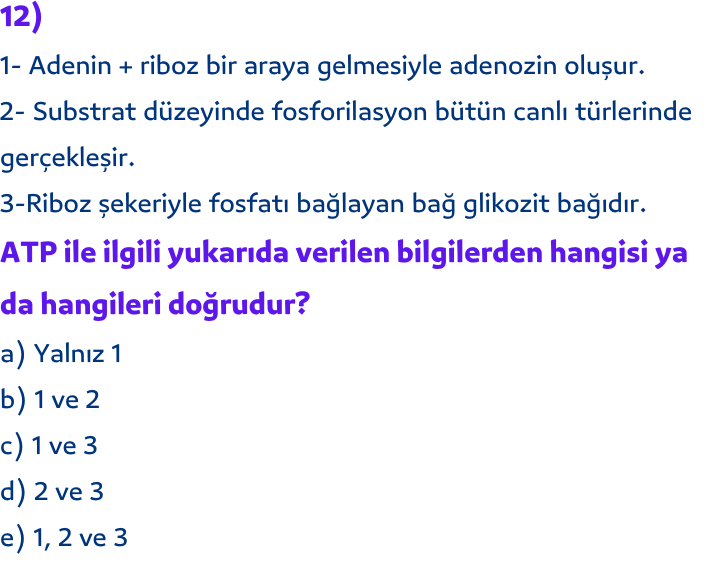 12)
1- Adenin + riboz bir araya gelmesiyle adenozin oluşur.
2- Substrat düzeyinde fosforilasyon bütün canlı türlerinde
gerçekleşir.
3-Riboz şekeriyle fosfatı bağlayan bağ glikozit bağıdır.
ATP ile ilgili yukarıda verilen bilgilerden hangisi ya
da hangileri doğrudur?
a) Yalnız 1
b) 1 ve 2
c) 1 ve 3
d) 2 ve 3
e) 1, 2 ve 3